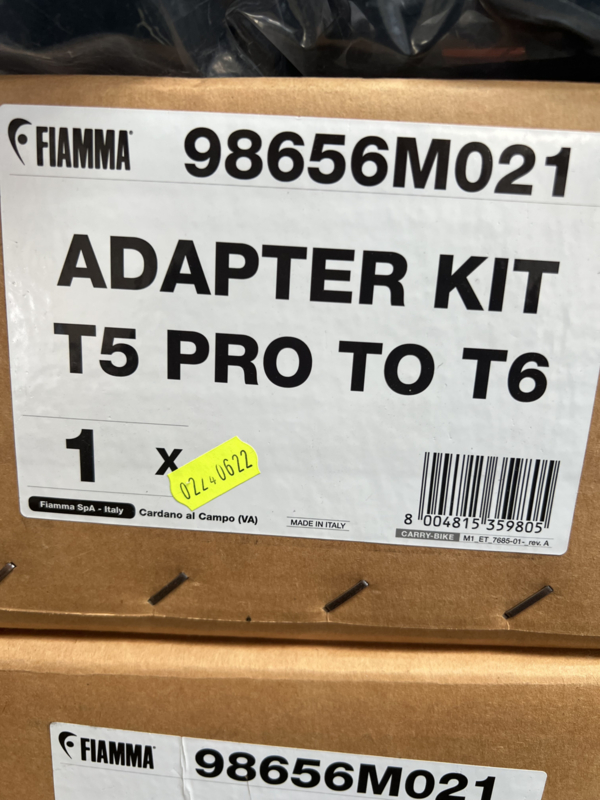 FIAMMA 98656M021
ADAPTER KIT
T5 PRO TO T6
1 x
02240622
Fiamma SpA - Italy Cardano al Campo (VA)
MADE IN ITALY
8 004815 359805
CARRY-BIKE M1_ET_7685-01-_rev. A
FIAMMA 98656M021